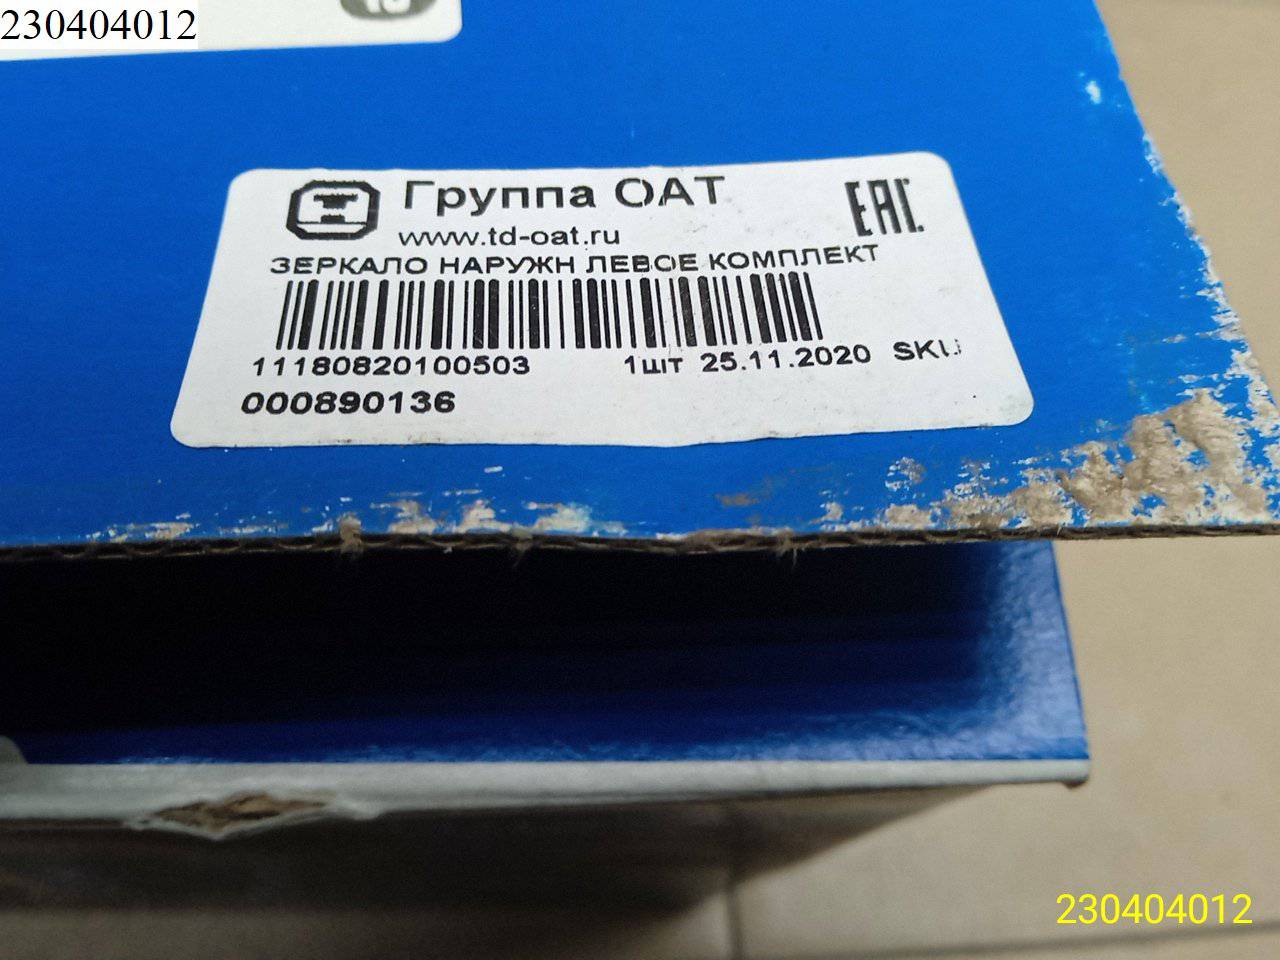 230404012
Группа ОАТ
EAC
www.td-oat.ru
ЗЕРКАЛО НАРУЖН ЛЕВОЕ КОМПЛЕКТ
11180820100503 1шт 25.11.2020 SKU
000890136
230404012